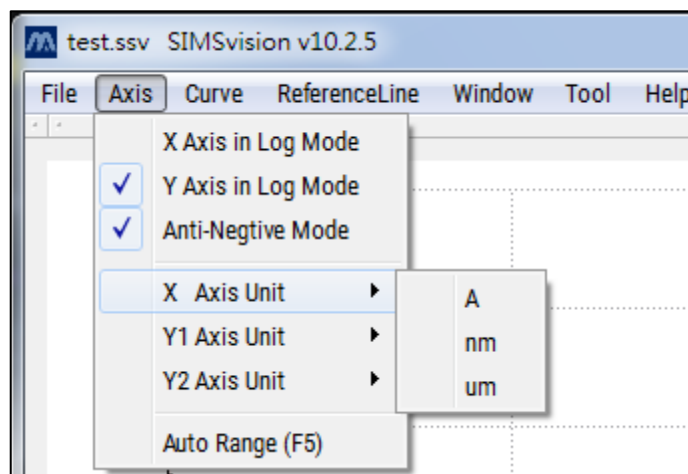 test.ssv SIMSvision v10.2.5
File Axis Curve ReferenceLine Window Tool Help
X Axis in Log Mode
Y Axis in Log Mode
Anti-Negtive Mode
X Axis Unit
Y1 Axis Unit
Y2 Axis Unit
Auto Range (F5)
A
nm
um